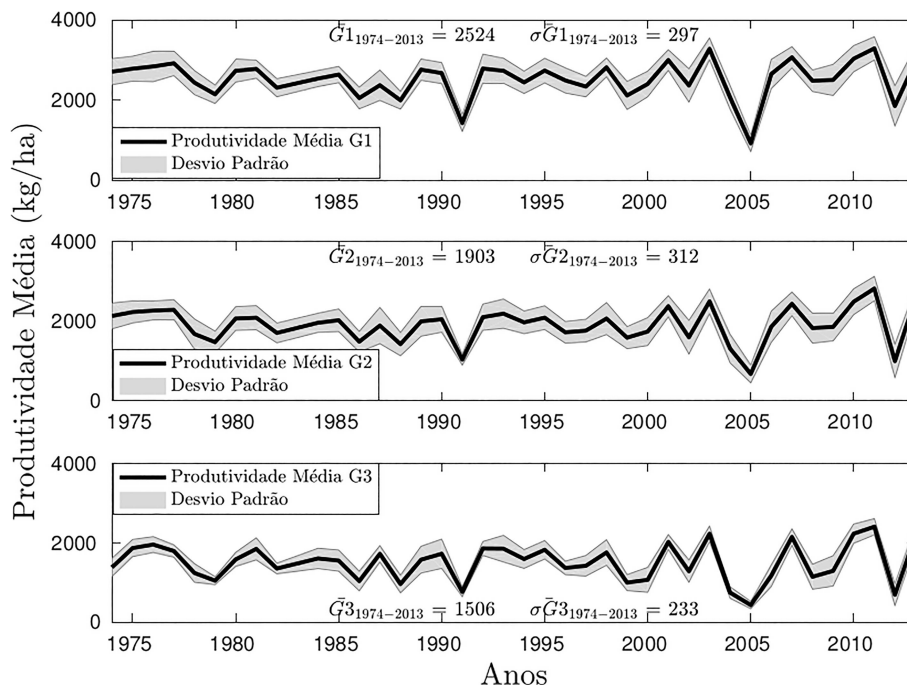 Produtividade Média (kg/ha)
4000
2000
0
Ḡ1₁₉₇₄₋₂₀₁₃ = 2524 σḠ1₁₉₇₄₋₂₀₁₃ = 297
Produtividade Média G1
Desvio Padrão
1975 1980 1985 1990 1995 2000 2005 2010
4000
2000
0
Ḡ2₁₉₇₄₋₂₀₁₃ = 1903 σḠ2₁₉₇₄₋₂₀₁₃ = 312
Produtividade Média G2
Desvio Padrão
1975 1980 1985 1990 1995 2000 2005 2010
4000
2000
0
Produtividade Média G3
Desvio Padrão
Ḡ3₁₉₇₄₋₂₀₁₃ = 1506 σḠ3₁₉₇₄₋₂₀₁₃ = 233
1975 1980 1985 1990 1995 2000 2005 2010
Anos